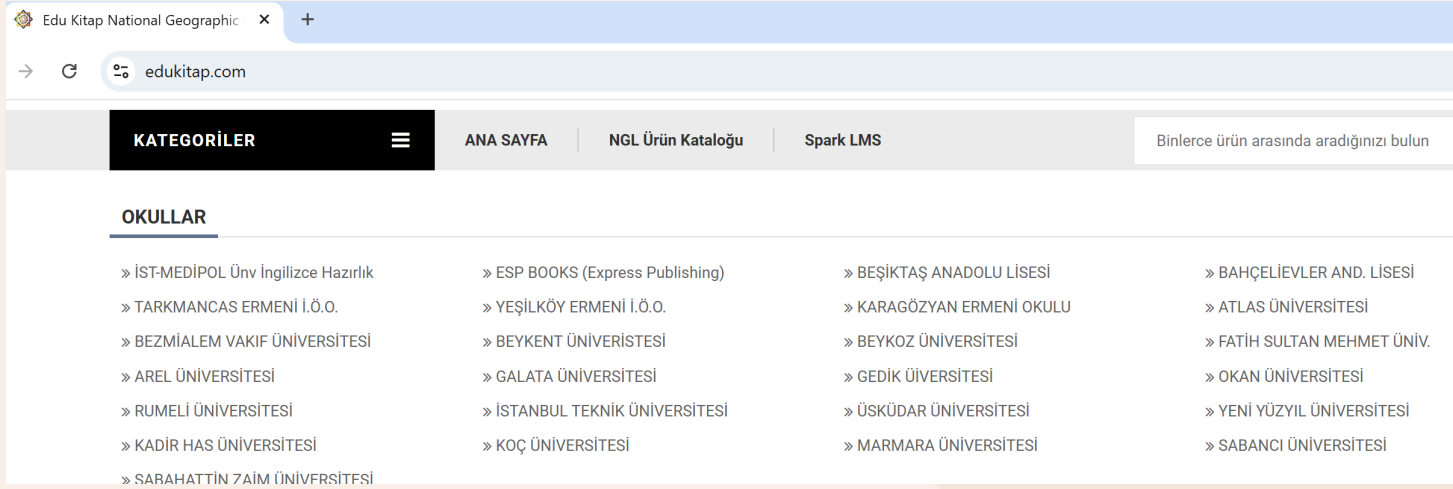 Edu Kitap National Geographic
edukitap.com
KATEGORİLER
ANA SAYFA
NGL Ürün Kataloğu
Spark LMS
Binlerce ürün arasında aradığınızı bulun
OKULLAR
» İST-MEDİPOL Ünv İngilizce Hazırlık » ESP BOOKS (Express Publishing) » BEŞİKTAŞ ANADOLU LİSESİ » BAHÇELİEVLER AND. LİSESİ
» TARKMANCAS ERMENİ İ.Ö.O. » YEŞİLKÖY ERMENİ İ.Ö.O. » KARAGÖZYAN ERMENİ OKULU » ATLAS ÜNİVERSİTESİ
» BEZMİALEM VAKIF ÜNİVERSİTESİ » BEYKENT ÜNİVERİSTESİ » BEYKOZ ÜNİVERSİTESİ » FATİH SULTAN MEHMET ÜNİV.
» AREL ÜNİVERSİTESİ » GALATA ÜNİVERSİTESİ » GEDİK ÜİVERSİTESİ » OKAN ÜNİVERSİTESİ
» RUMELİ ÜNİVERSİTESİ » İSTANBUL TEKNİK ÜNİVERSİTESİ » ÜSKÜDAR ÜNİVERSİTESİ » YENİ YÜZYIL ÜNİVERSİTESİ
» KADİR HAS ÜNİVERSİTESİ » KOÇ ÜNİVERSİTESİ » MARMARA ÜNİVERSİTESİ » SABANCI ÜNİVERSİTESİ
» SABAHATTİN ZAİM ÜNİVERSİTESİ